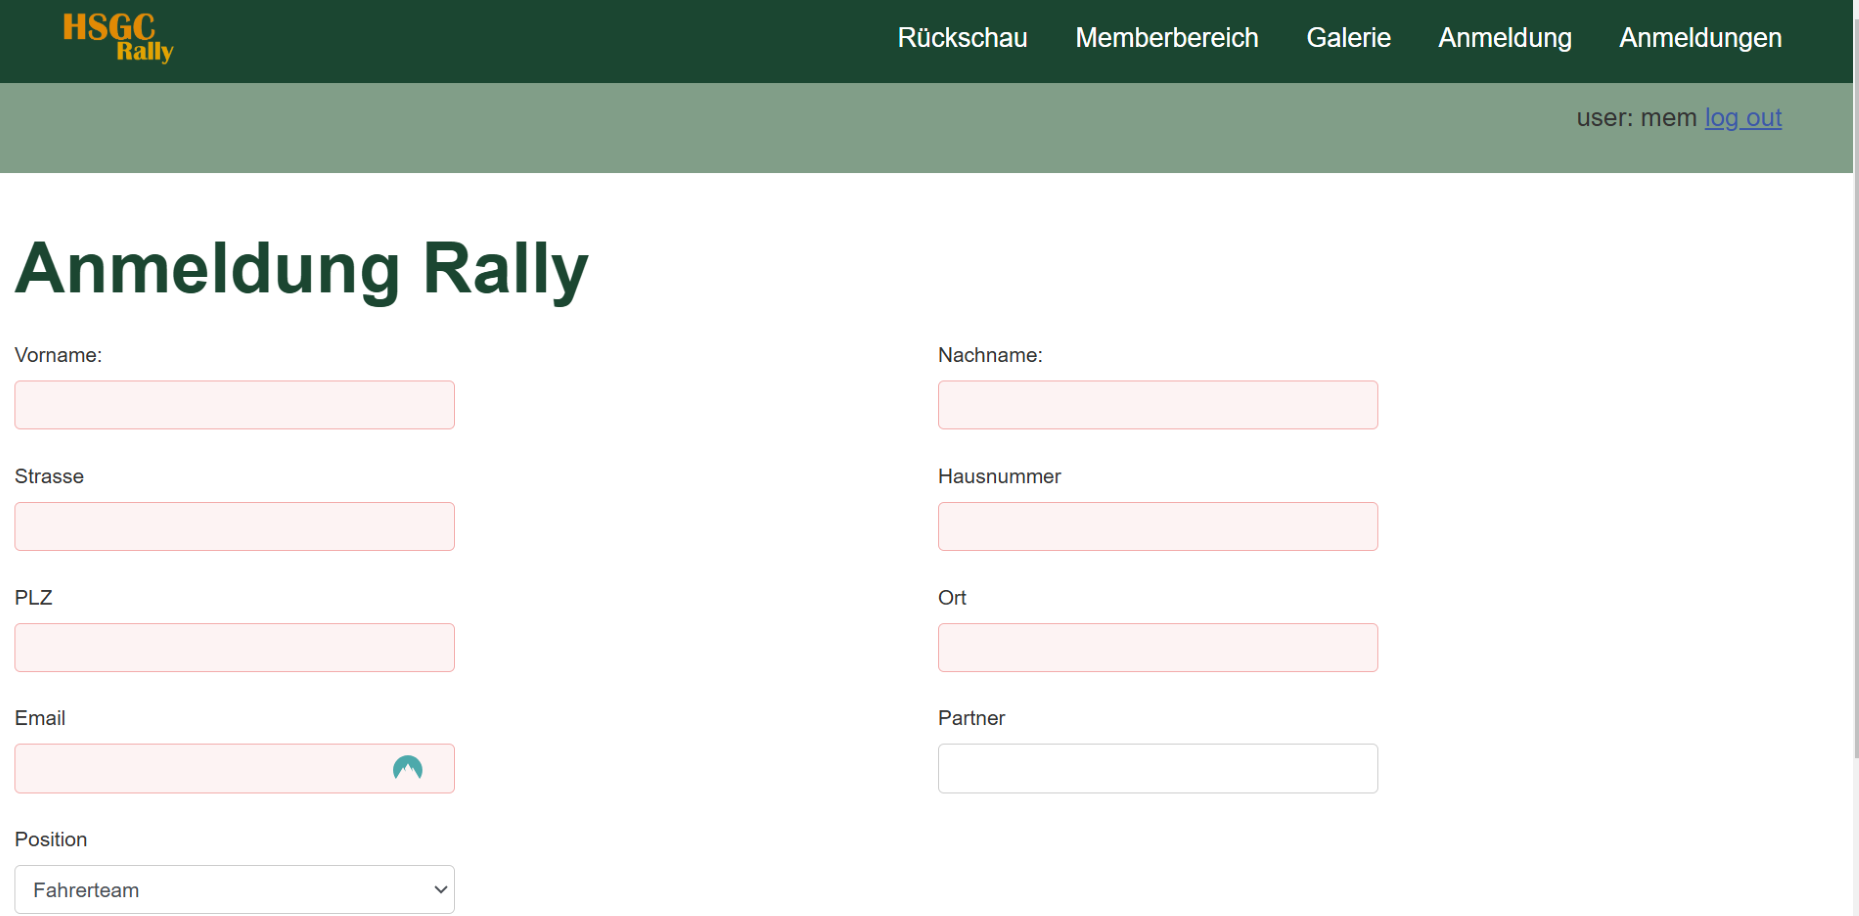 HSGC
Rally
Rückschau Memberbereich Galerie Anmeldung Anmeldungen
user: mem log out
Anmeldung Rally
Vorname: Nachname:
Strasse Hausnummer
PLZ Ort
Email Partner
Position
Fahrerteam